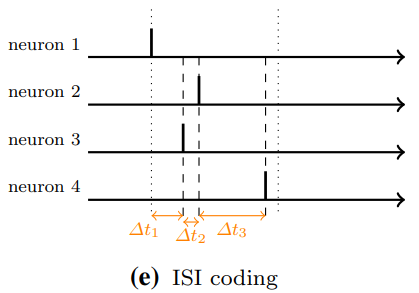 neuron 1
neuron 2
neuron 3
neuron 4
Δt₁
Δt₂
Δt₃
(e) ISI coding